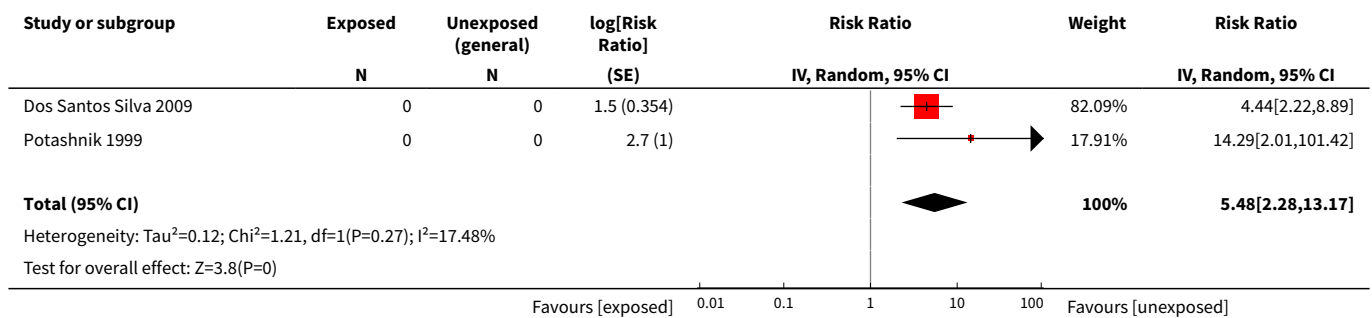 Study or subgroup Exposed Unexposed (general) log[Risk Ratio] Risk Ratio Weight Risk Ratio
N N (SE) IV, Random, 95% CI IV, Random, 95% CI
Dos Santos Silva 2009 0 0 1.5 (0.354) 82.09% 4.44[2.22,8.89]
Potashnik 1999 0 0 2.7 (1) 17.91% 14.29[2.01,101.42]
Total (95% CI) 100% 5.48[2.28,13.17]
Heterogeneity: Tau²=0.12; Chi²=1.21, df=1(P=0.27); I²=17.48%
Test for overall effect: Z=3.8(P=0)
Favours [exposed] 0.01 0.1 1 10 100 Favours [unexposed]